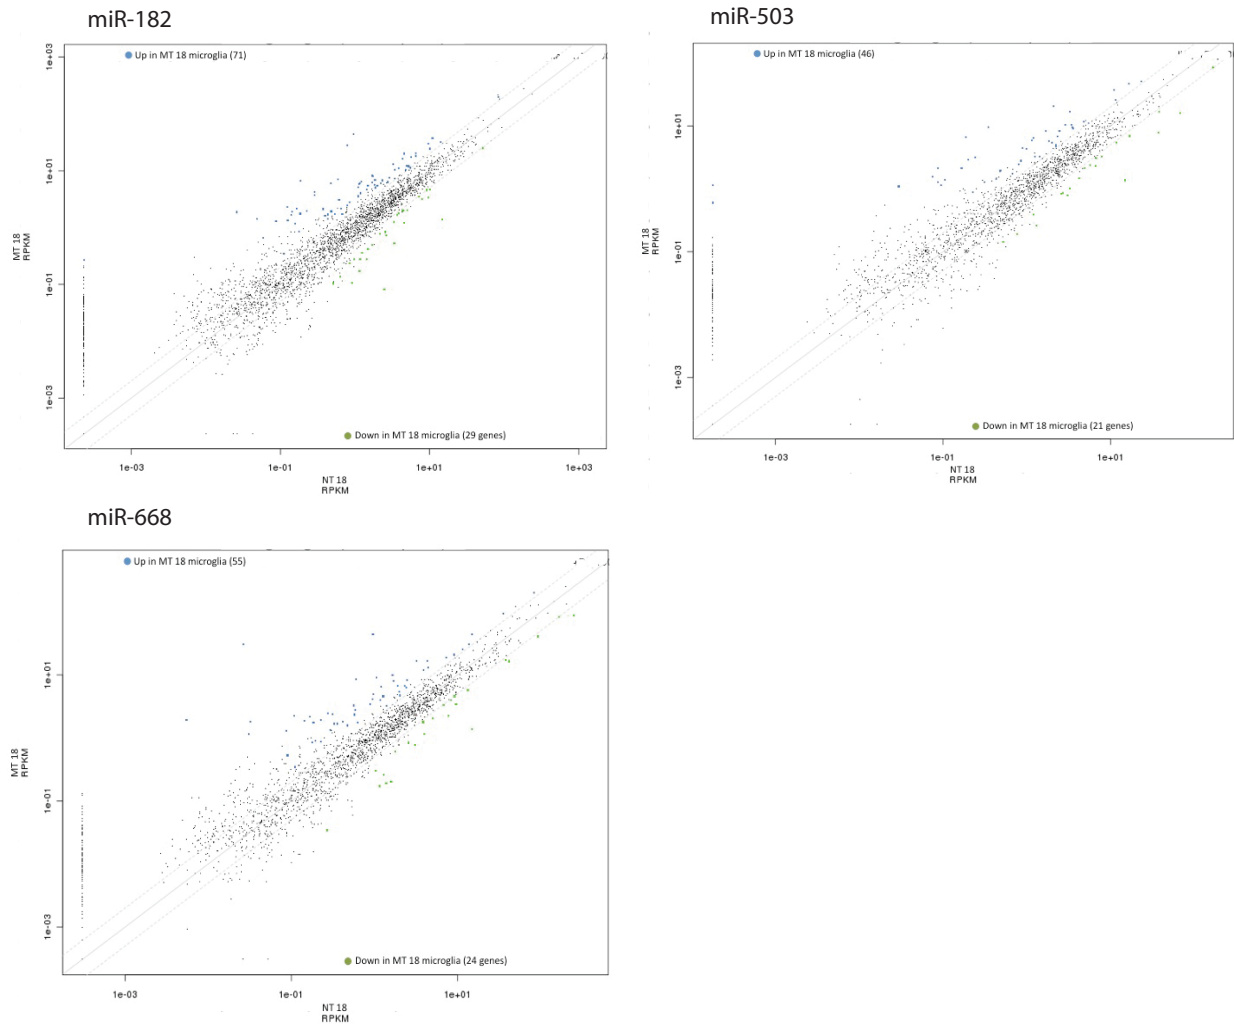 miR-182
Up in MT 18 microglia (71)
1e+03
1e+01
1e-01
1e-03
MT 18
RPKM
Down in MT 18 microglia (29 genes)
1e-03
1e-01
1e+01
1e+03
NT 18
RPKM
miR-503
Up in MT 18 microglia (46)
1e+01
1e-01
1e-03
MT 18
RPKM
Down in MT 18 microglia (21 genes)
1e-03
1e-01
1e+01
NT 18
RPKM
miR-668
Up in MT 18 microglia (55)
1e+01
1e-01
1e-03
MT 18
RPKM
Down in MT 18 microglia (24 genes)
1e-03
1e-01
1e+01
NT 18
RPKM